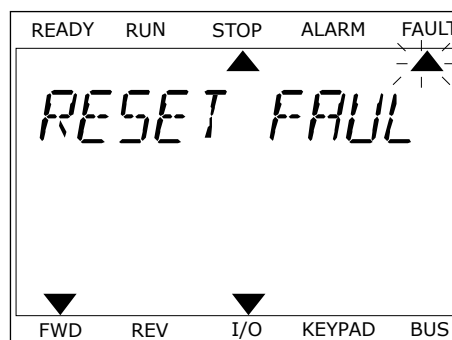 READY RUN STOP ALARM FAULT
RESET FAUL
FWD REV I/O KEYPAD BUS